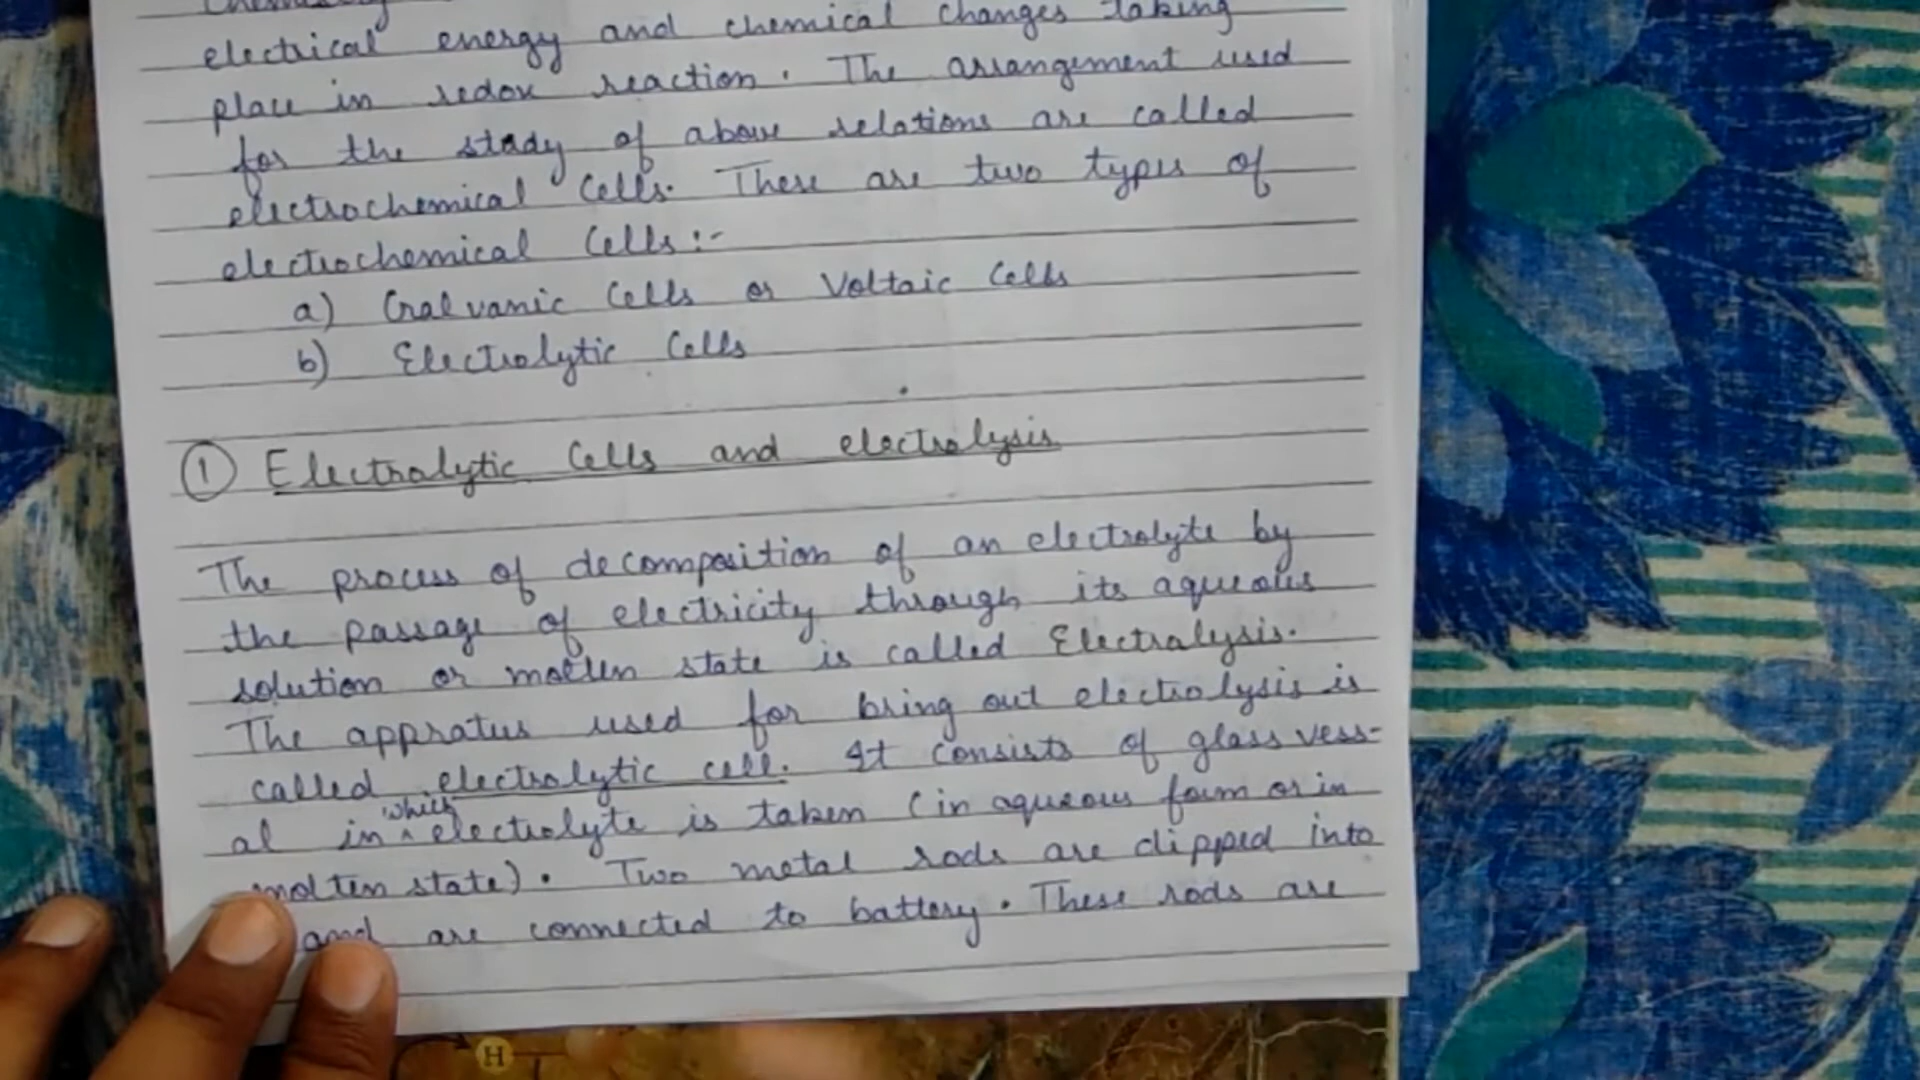 Chemistry
electrical energy and chemical changes taking
place in redox reaction. The arrangement used
for the study of above relations are called
electrochemical Cells. These are two types of
electrochemical Cells:-
a) Galvanic Cells or Voltaic Cells
b) Electrolytic Cells
① Electrolytic Cells and electrolysis
The process of decomposition of an electrolyte by
the passage of electricity through its aqueous
solution or molten state is called Electrolysis.
The appratus used for bring out electrolysis is
called electrolytic cell. It consists of glass vess-
al in which electrolyte is taken (in aqueous form or in
molten state). Two metal rods are dipped into
and are connected to battery. These rods are
H